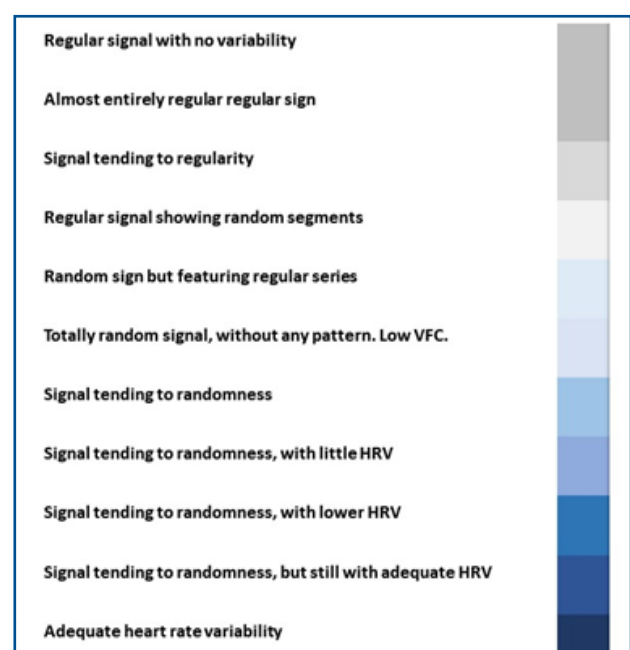 Regular signal with no variability
Almost entirely regular regular sign
Signal tending to regularity
Regular signal showing random segments
Random sign but featuring regular series
Totally random signal, without any pattern. Low VFC.
Signal tending to randomness
Signal tending to randomness, with little HRV
Signal tending to randomness, with lower HRV
Signal tending to randomness, but still with adequate HRV
Adequate heart rate variability